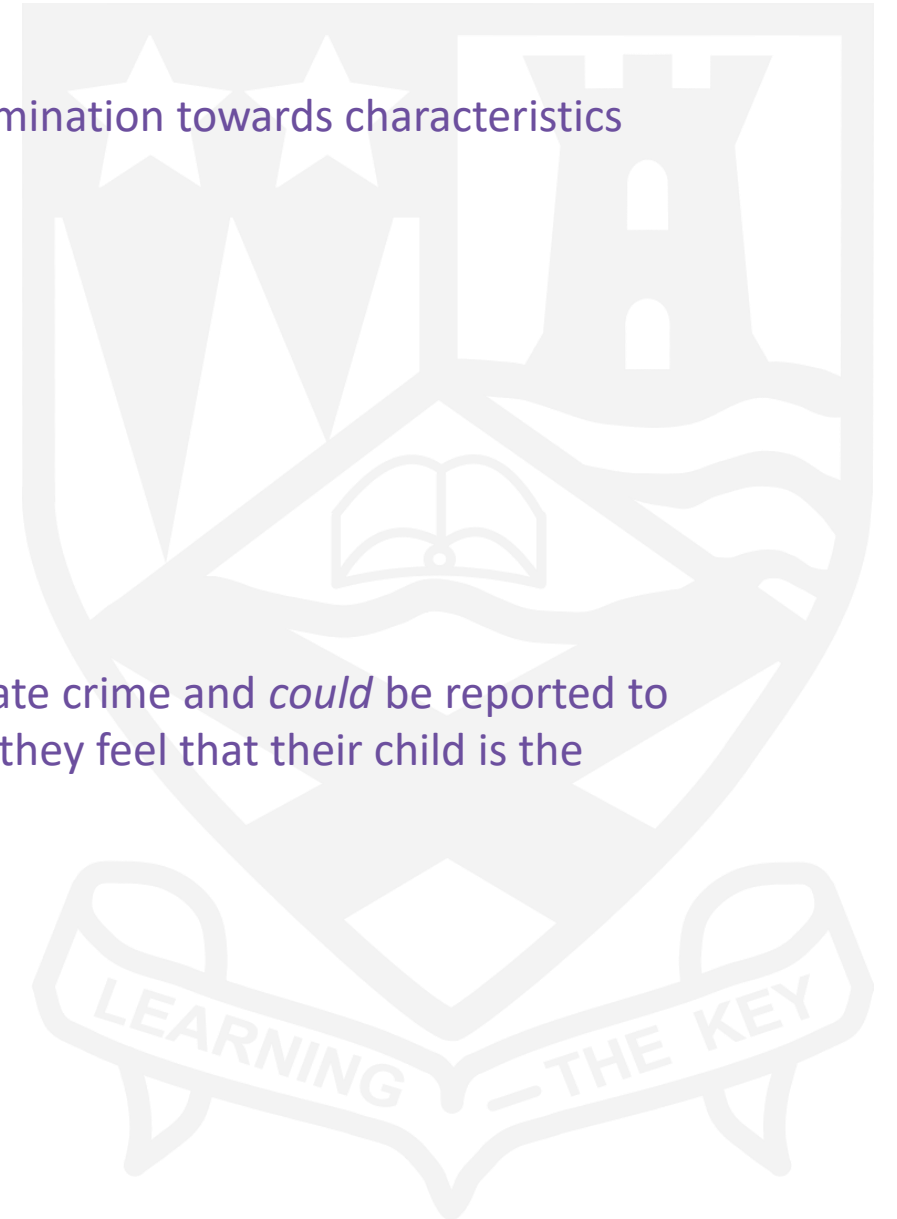 mination towards characteristics
ate crime and could be reported to
they feel that their child is the
LEARNING – THE KEY